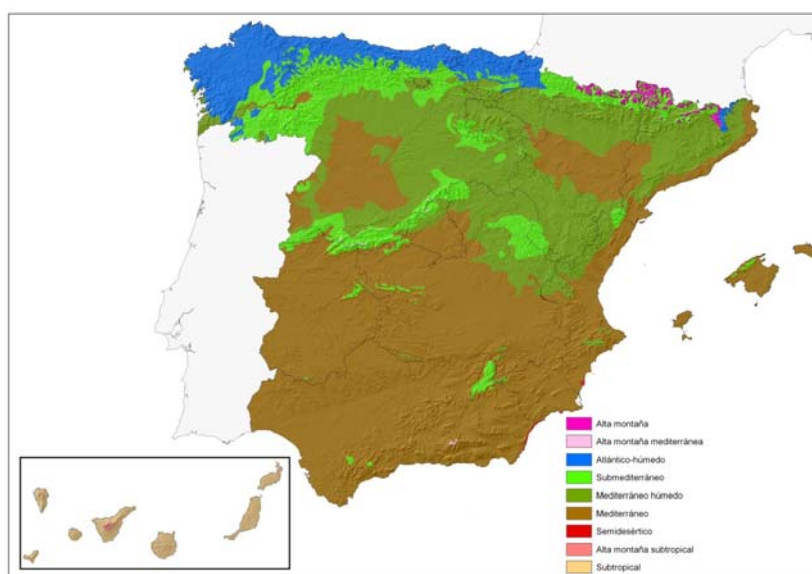 Alta montaña
Alta montaña mediterránea
Atlántico-húmedo
Submediterráneo
Mediterráneo húmedo
Mediterráneo
Semidesértico
Alta montaña subtropical
Subtropical